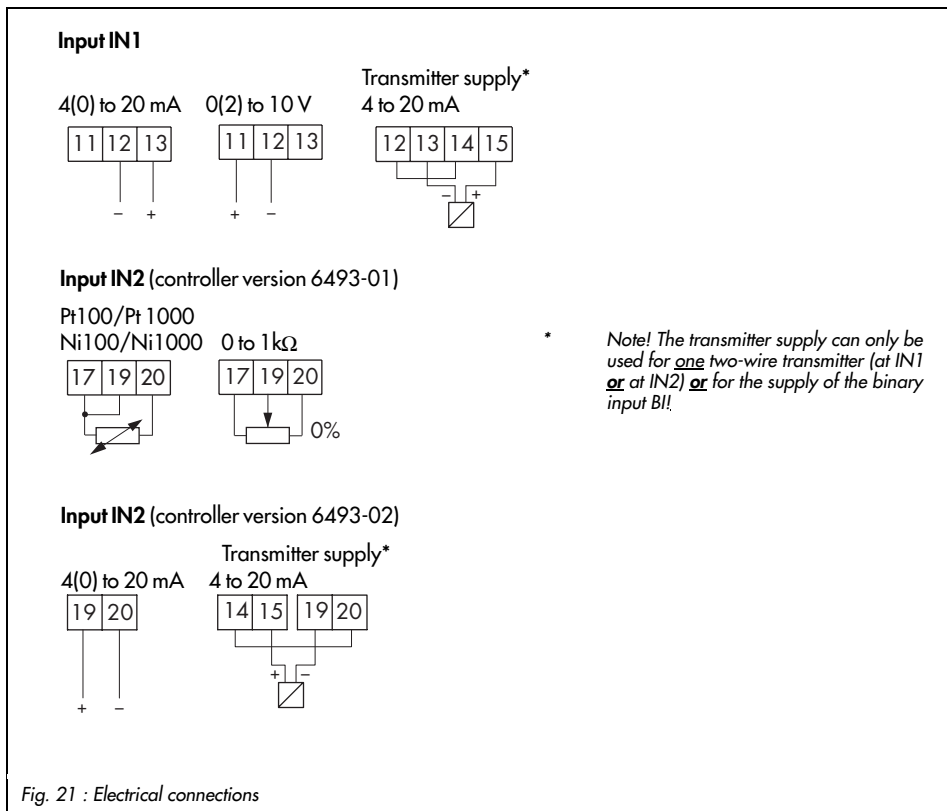 Input IN1
4(0) to 20 mA
0(2) to 10 V
Transmitter supply*
4 to 20 mA
11 12 13
11 12 13
12 13 14 15
– +
+ –
– +
Input IN2 (controller version 6493-01)
Pt100/Pt 1000
Ni100/Ni1000
0 to 1kΩ
17 19 20
17 19 20
0%
* Note! The transmitter supply can only be
used for one two-wire transmitter (at IN1
or at IN2) or for the supply of the binary
input BI!
Input IN2 (controller version 6493-02)
4(0) to 20 mA
Transmitter supply*
4 to 20 mA
19 20
14 15 19 20
+ –
+ –
Fig. 21 : Electrical connections